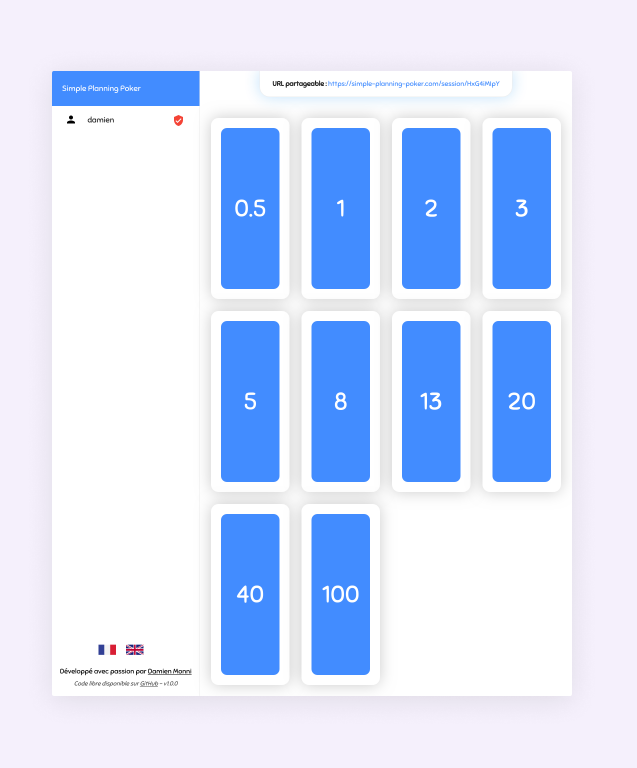 Simple Planning Poker
damien
URL partageable : https://simple-planning-poker.com/session/HxG4iMIpY
0.5
1
2
3
5
8
13
20
40
100
Développé avec passion par Damien Manni
Code libre disponible sur GitHub - v1.0.0